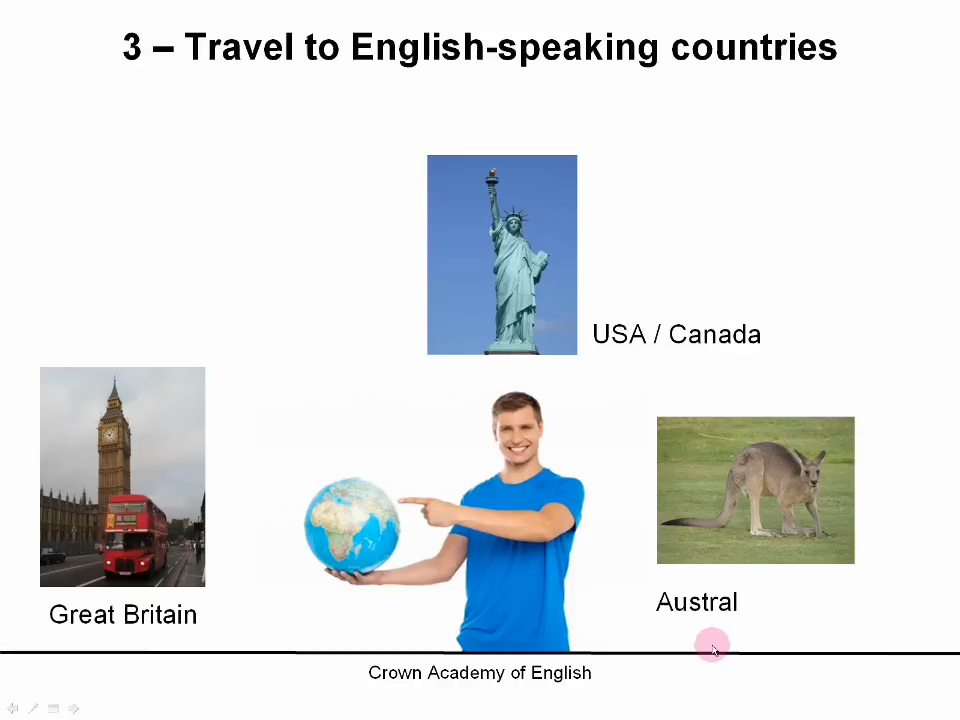 3 – Travel to English-speaking countries
USA / Canada
Great Britain
Austral
Crown Academy of English